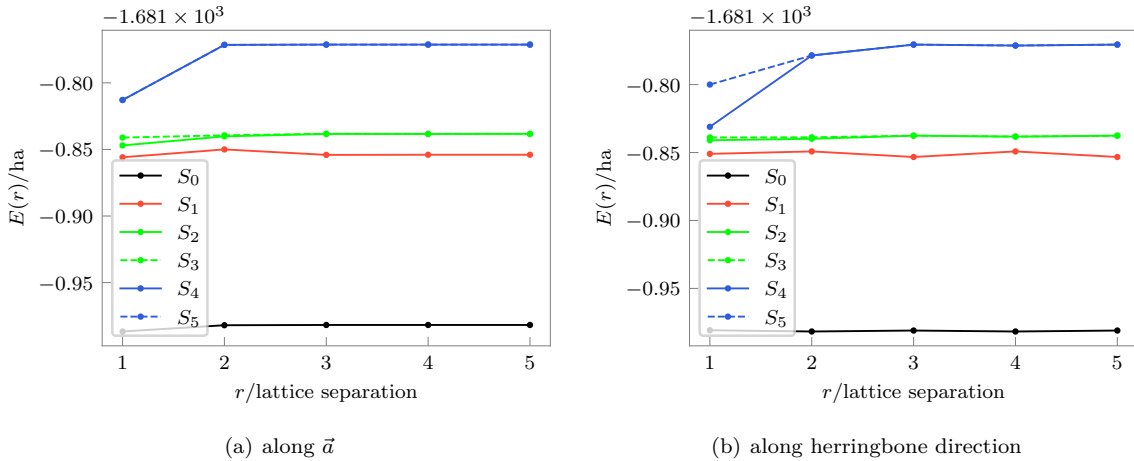 −1.681 × 10³
E(r)/ha
−0.80
−0.85
−0.90
−0.95
S₀
S₁
S₂
S₃
S₄
S₅
1 2 3 4 5
r/lattice separation
(a) along a⃗
−1.681 × 10³
E(r)/ha
−0.80
−0.85
−0.90
−0.95
S₀
S₁
S₂
S₃
S₄
S₅
1 2 3 4 5
r/lattice separation
(b) along herringbone direction